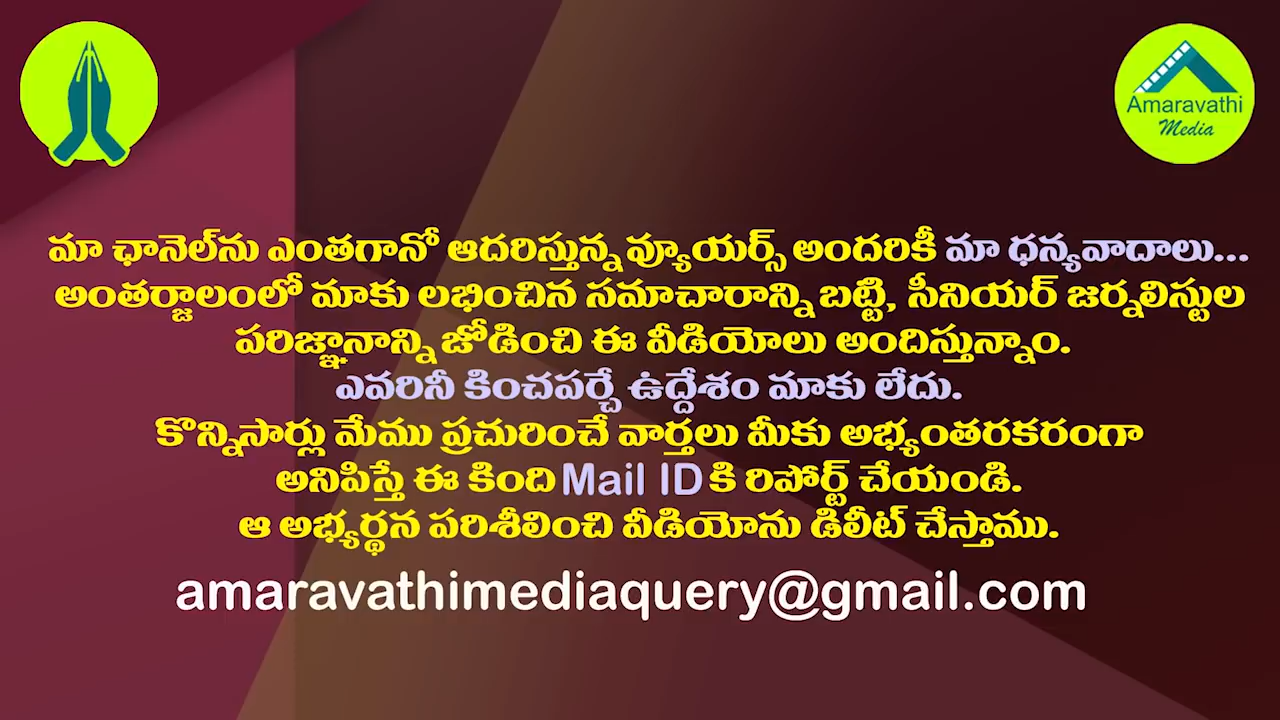 Amaravathi
Media
మా ఛానెల్‌ను ఎంతగానో ఆదరిస్తున్న వ్యూయర్స్ అందరికీ మా ధన్యవాదాలు...
అంతర్జాలంలో మాకు లభించిన సమాచారాన్ని బట్టి, సీనియర్ జర్నలిస్టుల
పరిజ్ఞానాన్ని జోడించి ఈ వీడియోలు అందిస్తున్నాం.
ఎవరినీ కించపర్చే ఉద్దేశం మాకు లేదు.
కొన్నిసార్లు మేము ప్రచురించే వార్తలు మీకు అభ్యంతరకరంగా
అనిపిస్తే ఈ కింది Mail ID కి రిపోర్ట్ చేయండి.
ఆ అభ్యర్థన పరిశీలించి వీడియోను డిలీట్ చేస్తాము.
amaravathimediaquery@gmail.com